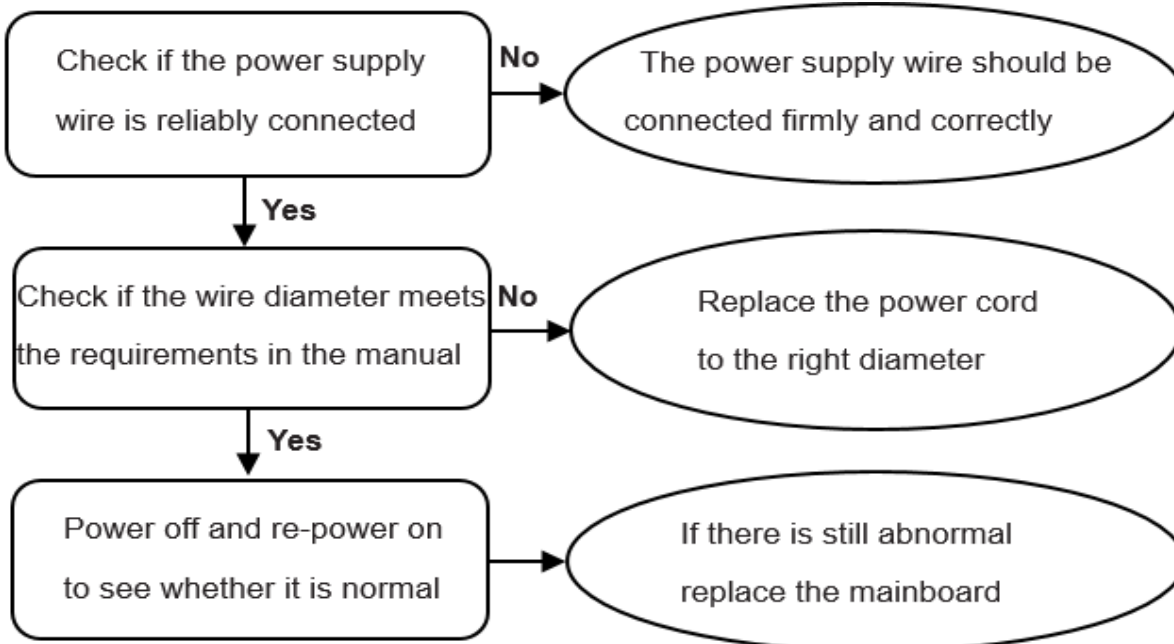 Check if the power supply
wire is reliably connected
No
The power supply wire should be
connected firmly and correctly
Yes
Check if the wire diameter meets
the requirements in the manual
No
Replace the power cord
to the right diameter
Yes
Power off and re-power on
to see whether it is normal
If there is still abnormal
replace the mainboard